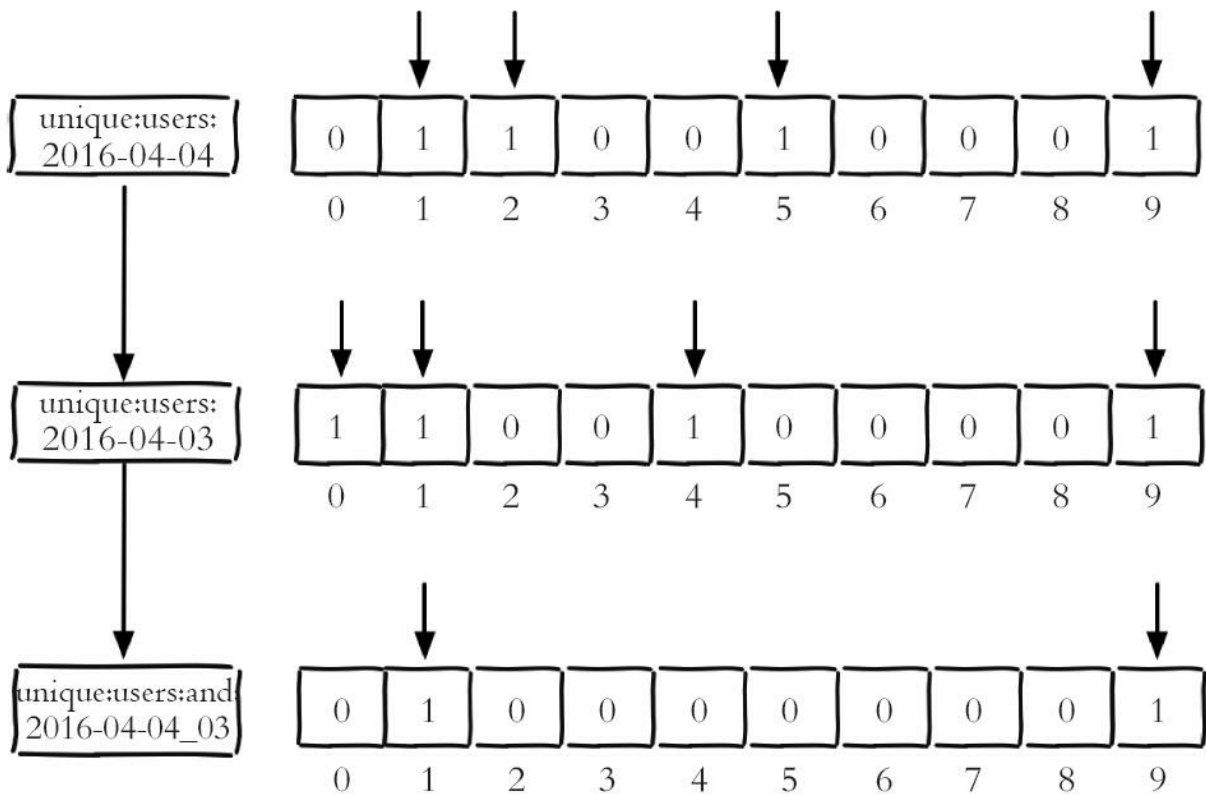 unique:users:
2016-04-04
0 1 1 0 0 1 0 0 0 1
0 1 2 3 4 5 6 7 8 9
unique:users:
2016-04-03
1 1 0 0 1 0 0 0 0 1
0 1 2 3 4 5 6 7 8 9
unique:users:and:
2016-04-04_03
0 1 0 0 0 0 0 0 0 1
0 1 2 3 4 5 6 7 8 9